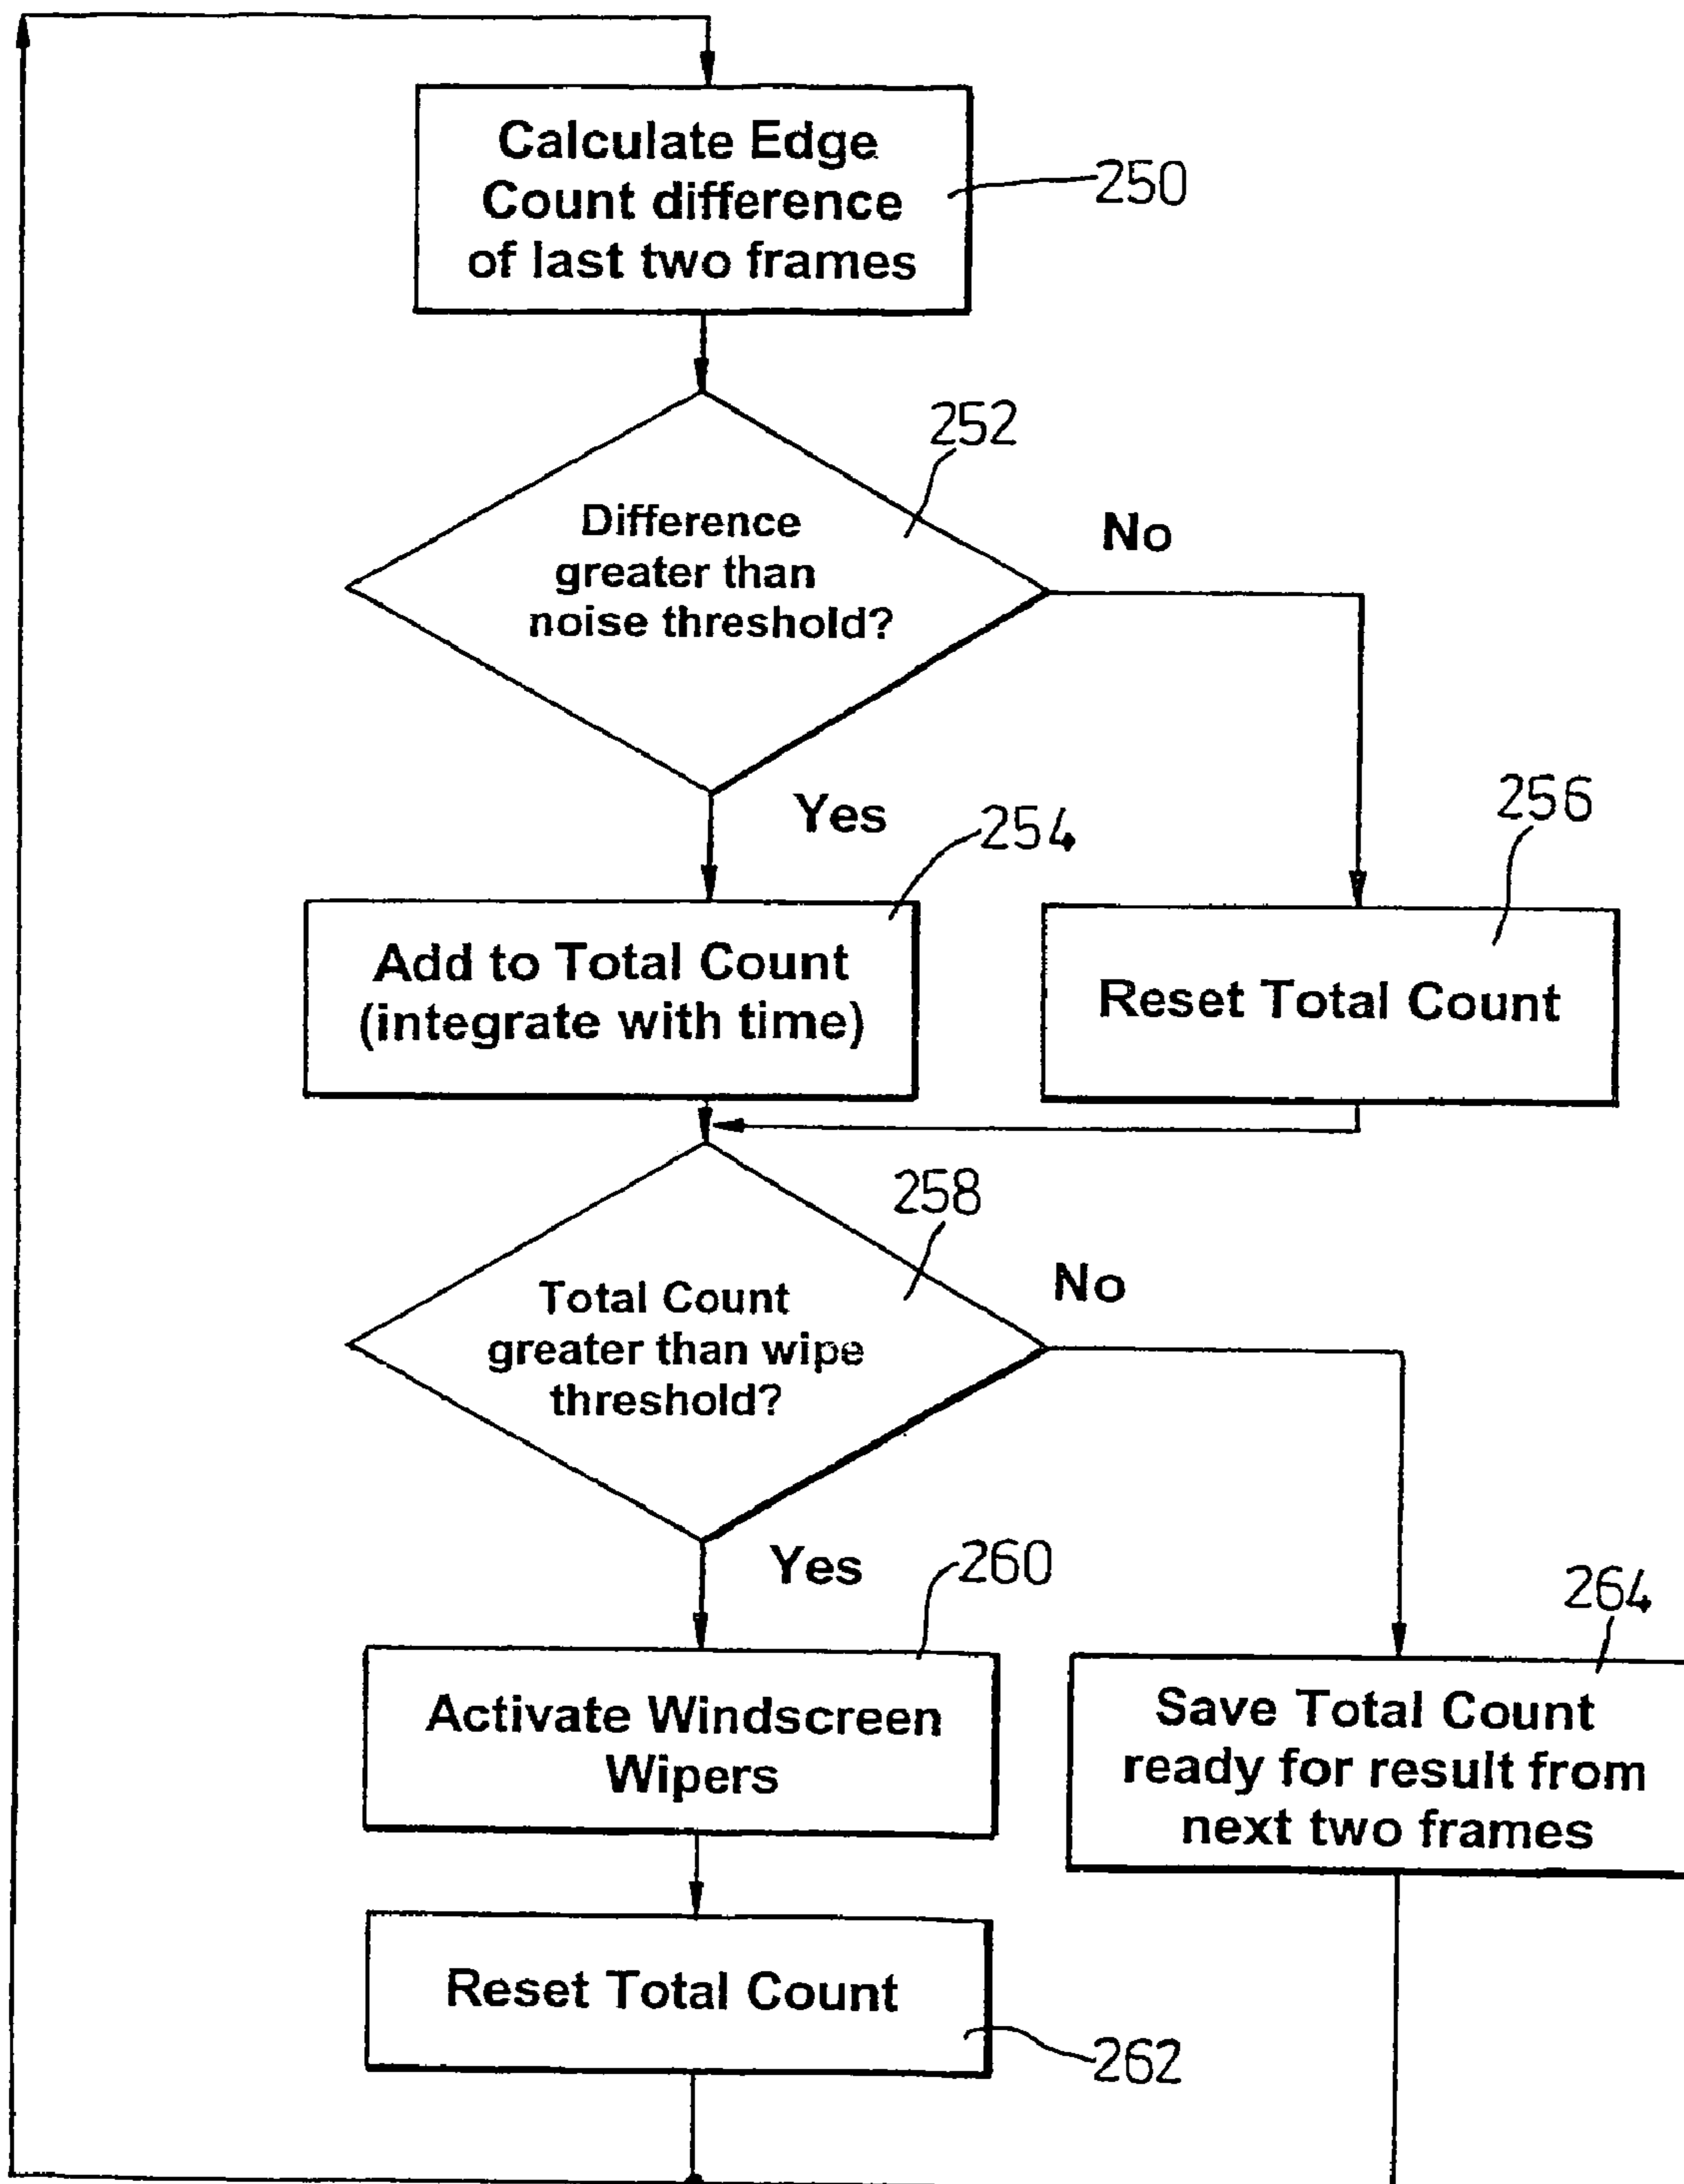 Calculate Edge
Count difference
of last two frames
250
252
Difference
greater than
noise threshold?
No
Yes
254
256
Add to Total Count
(integrate with time)
Reset Total Count
258
Total Count
greater than wipe
threshold?
No
Yes
260
264
Activate Windscreen
Wipers
Save Total Count
ready for result from
next two frames
Reset Total Count
262